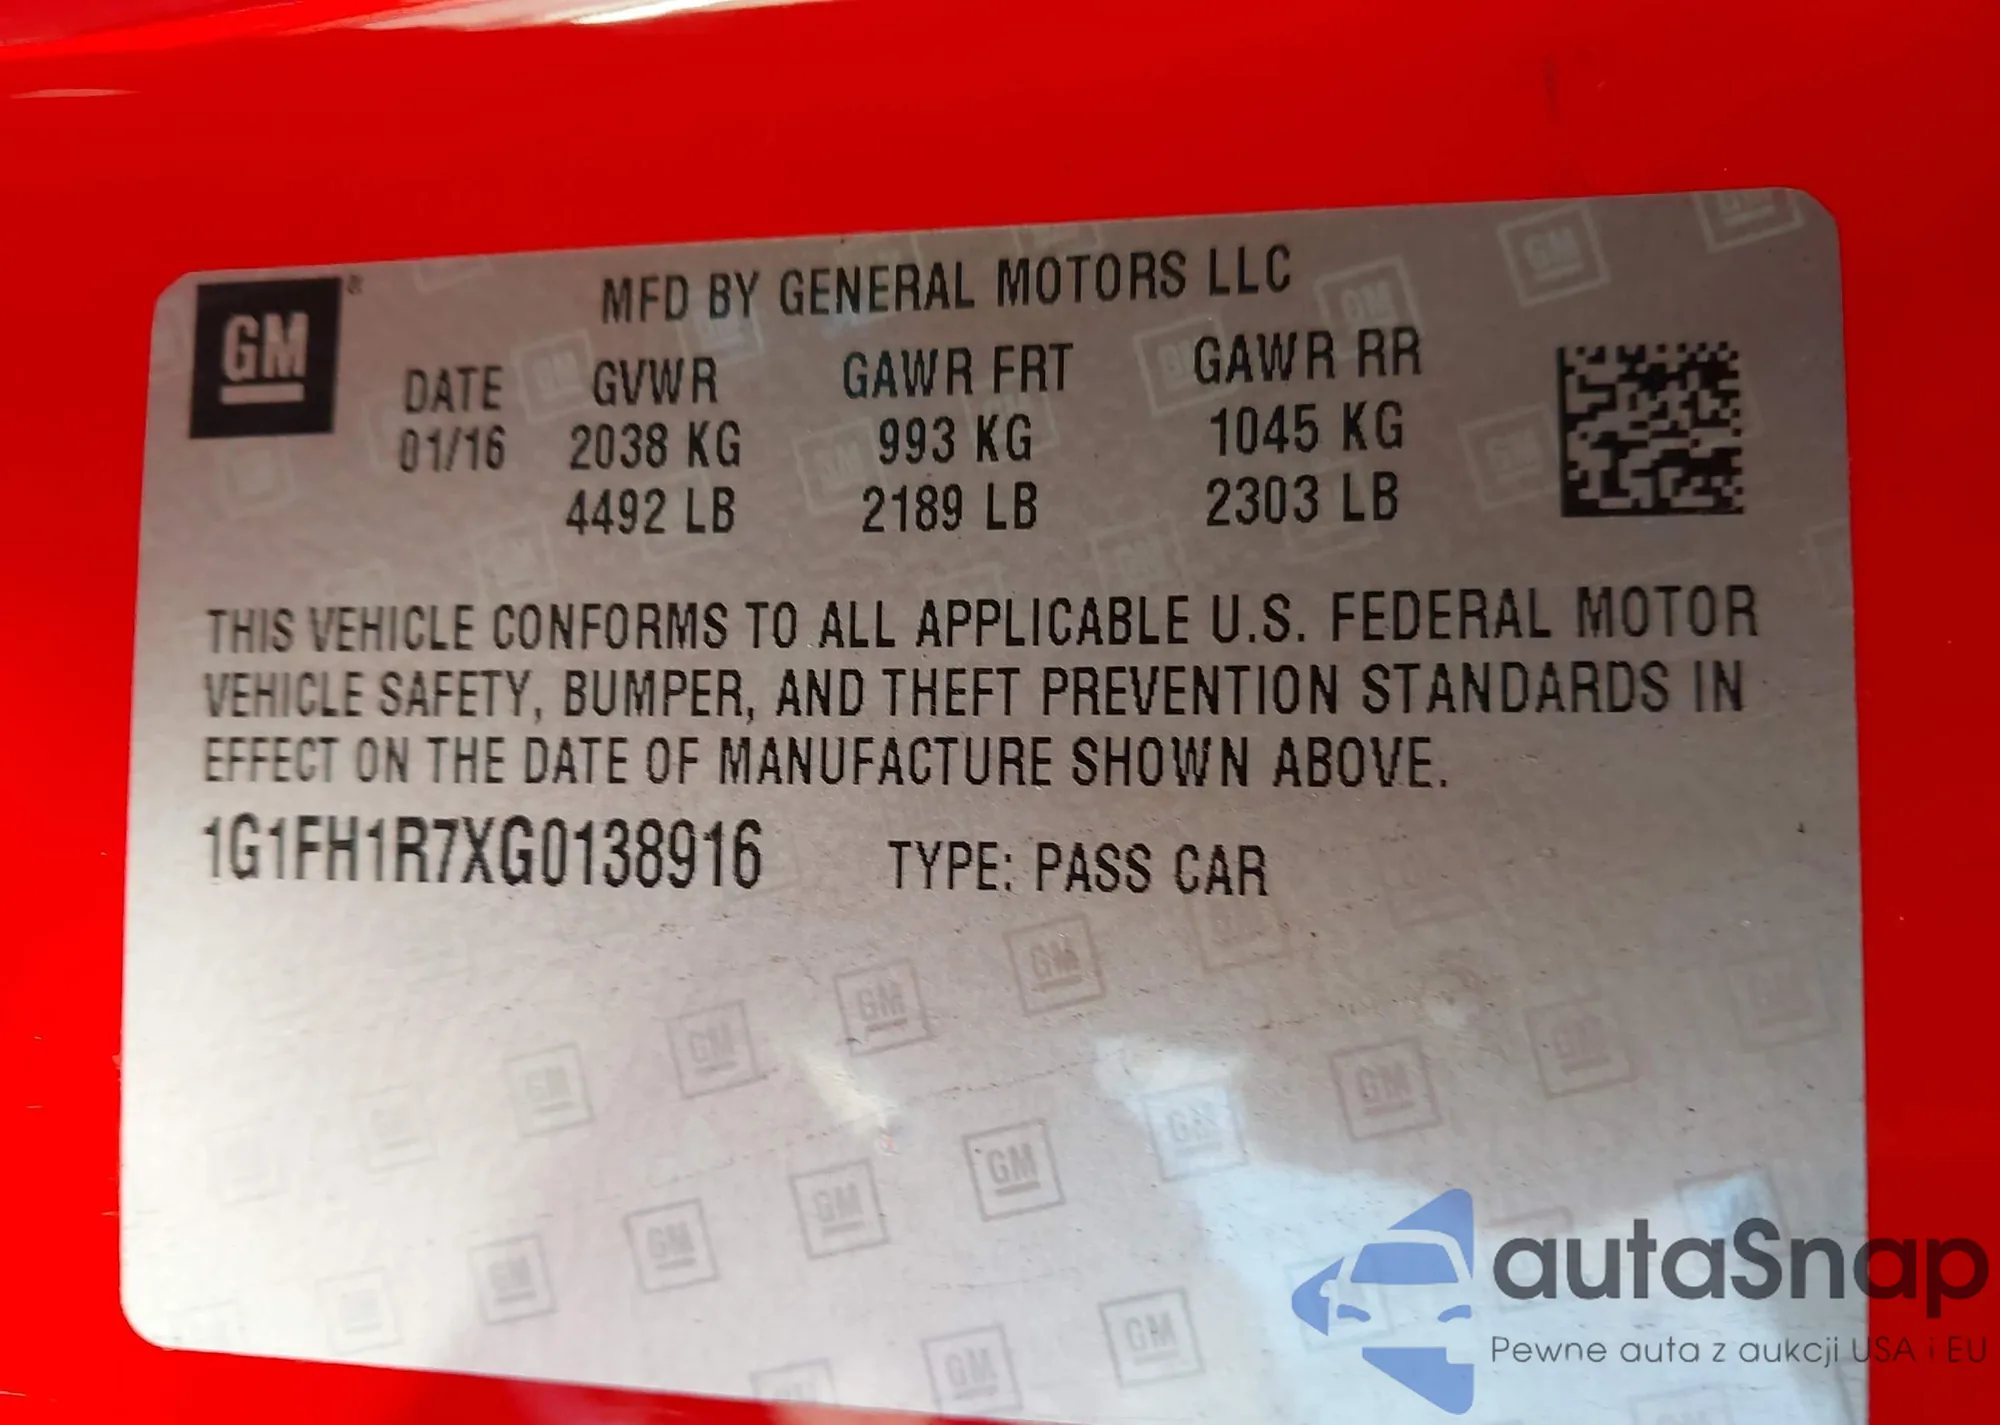 GM
MFD BY GENERAL MOTORS LLC
DATE GVWR GAWR FRT GAWR RR
01/16 2038 KG 993 KG 1045 KG
4492 LB 2189 LB 2303 LB
THIS VEHICLE CONFORMS TO ALL APPLICABLE U.S. FEDERAL MOTOR
VEHICLE SAFETY, BUMPER, AND THEFT PREVENTION STANDARDS IN
EFFECT ON THE DATE OF MANUFACTURE SHOWN ABOVE.
1G1FH1R7XG0138916 TYPE: PASS CAR
autaSnap
Pewne auta z aukcji USA i EU